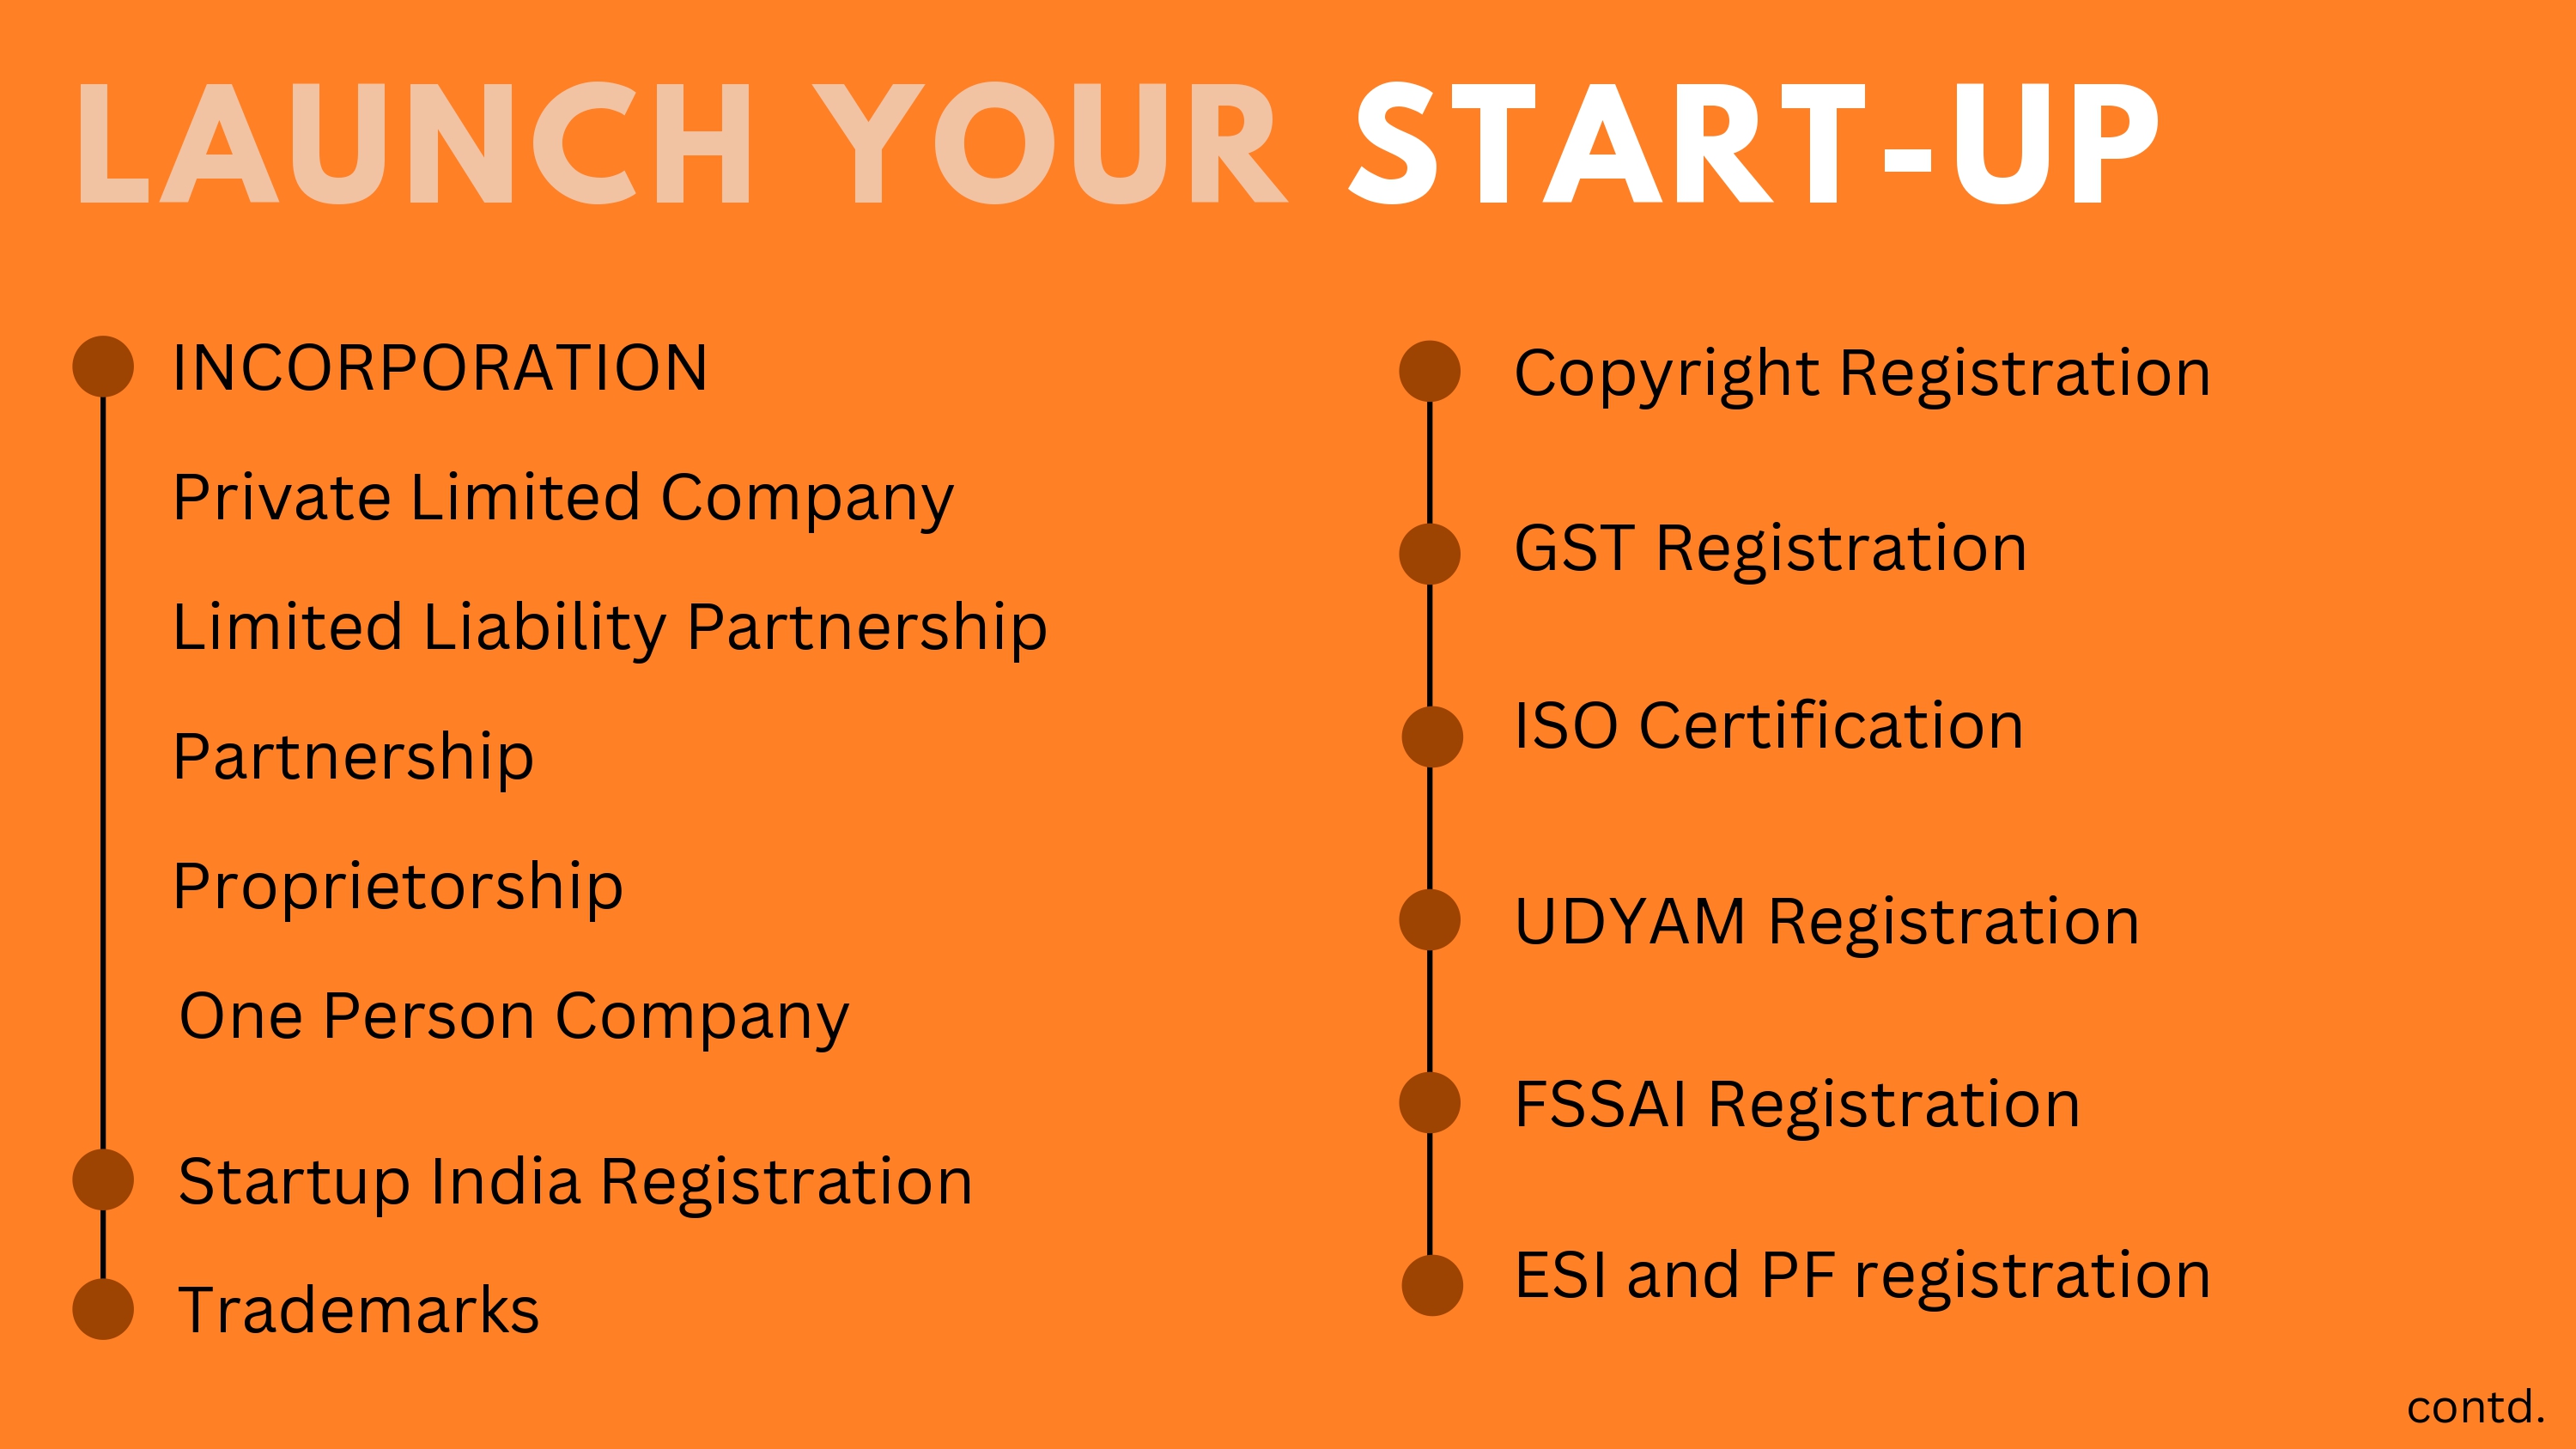 LAUNCH YOUR START-UP
INCORPORATION
Private Limited Company
Limited Liability Partnership
Partnership
Proprietorship
One Person Company
Startup India Registration
Trademarks
Copyright Registration
GST Registration
ISO Certification
UDYAM Registration
FSSAI Registration
ESI and PF registration
contd.